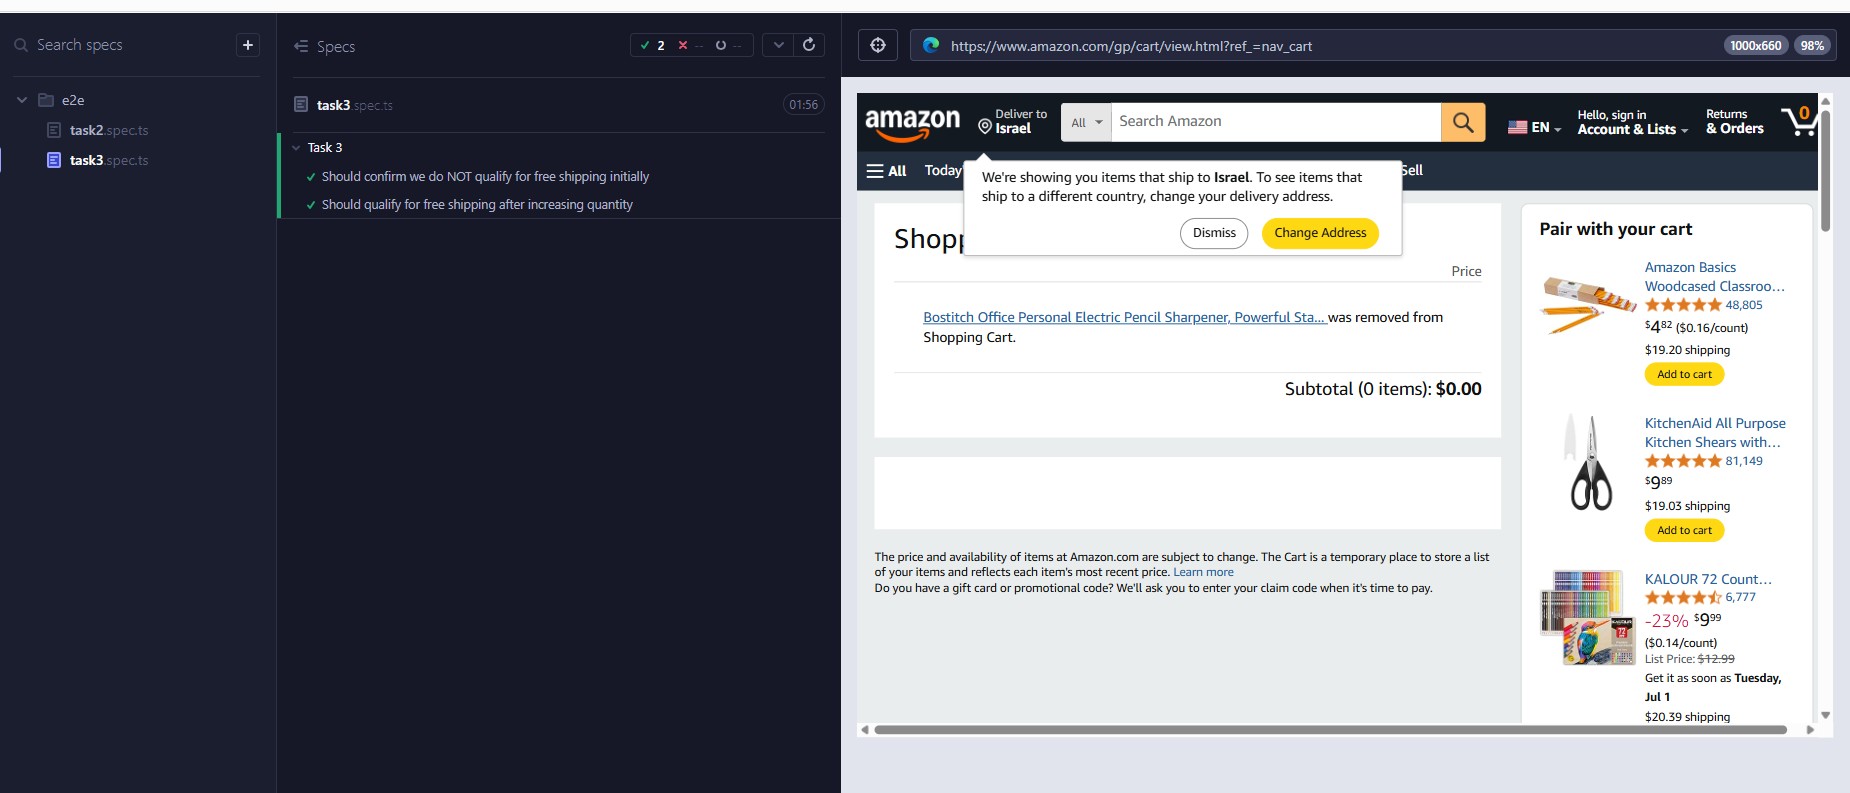 Search specs
+
e2e
task2.spec.ts
task3.spec.ts
Specs
2
--
--
task3.spec.ts
01:56
Task 3
Should confirm we do NOT qualify for free shipping initially
Should qualify for free shipping after increasing quantity
https://www.amazon.com/gp/cart/view.html?ref_=nav_cart
1000x660
98%
amazon
Deliver to
Israel
All
Search Amazon
EN
Hello, sign in
Account & Lists
Returns
& Orders
0
All
Today'
Sell
We're showing you items that ship to Israel. To see items that
ship to a different country, change your delivery address.
Dismiss
Change Address
Shopp
Price
Bostitch Office Personal Electric Pencil Sharpener, Powerful Sta... was removed from
Shopping Cart.
Subtotal (0 items): $0.00
The price and availability of items at Amazon.com are subject to change. The Cart is a temporary place to store a list
of your items and reflects each item's most recent price. Learn more
Do you have a gift card or promotional code? We'll ask you to enter your claim code when it's time to pay.
Pair with your cart
Amazon Basics
Woodcased Classroo...
48,805
$4.82 ($0.16/count)
$19.20 shipping
Add to cart
KitchenAid All Purpose
Kitchen Shears with...
81,149
$9.89
$19.03 shipping
Add to cart
KALOUR 72 Count...
6,777
-23% $9.99
($0.14/count)
List Price: $12.99
Get it as soon as Tuesday,
Jul 1
$20.39 shipping